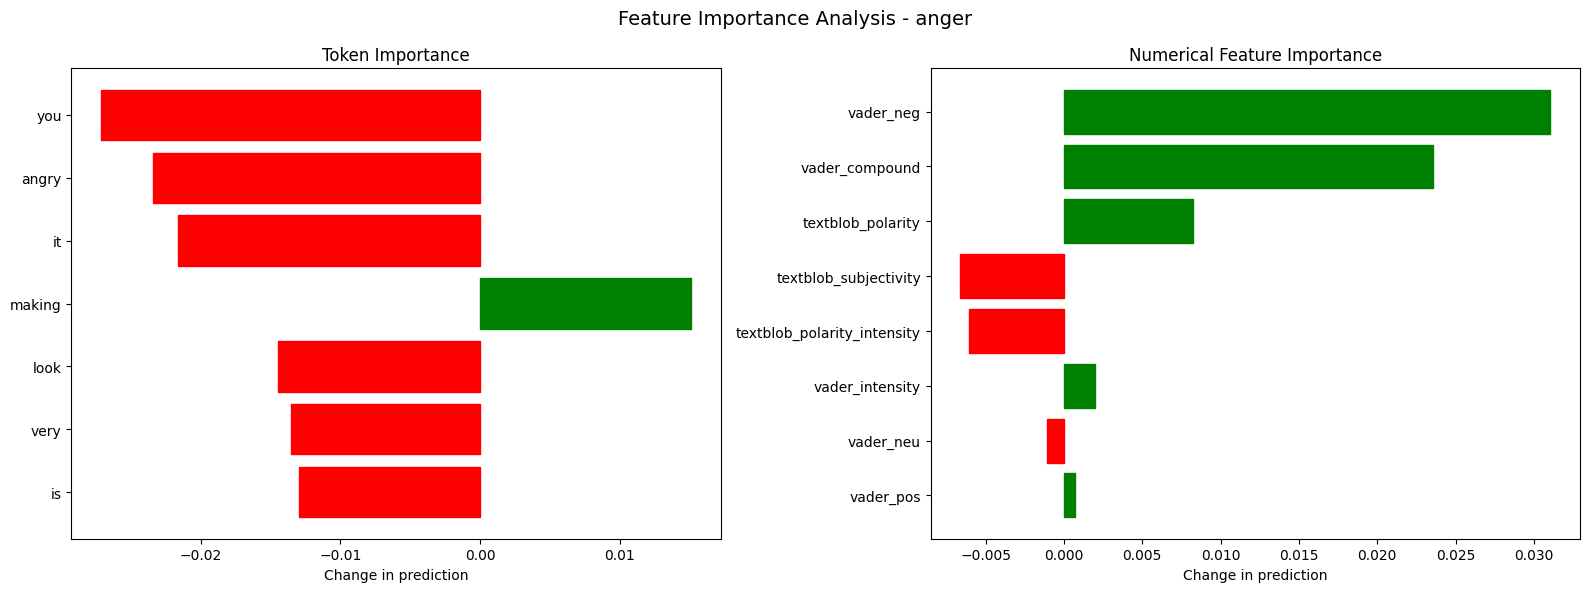 Feature Importance Analysis - anger
Token Importance
you
angry
it
making
look
very
is
−0.02 −0.01 0.00 0.01
Change in prediction
Numerical Feature Importance
vader_neg
vader_compound
textblob_polarity
textblob_subjectivity
textblob_polarity_intensity
vader_intensity
vader_neu
vader_pos
−0.005 0.000 0.005 0.010 0.015 0.020 0.025 0.030
Change in prediction